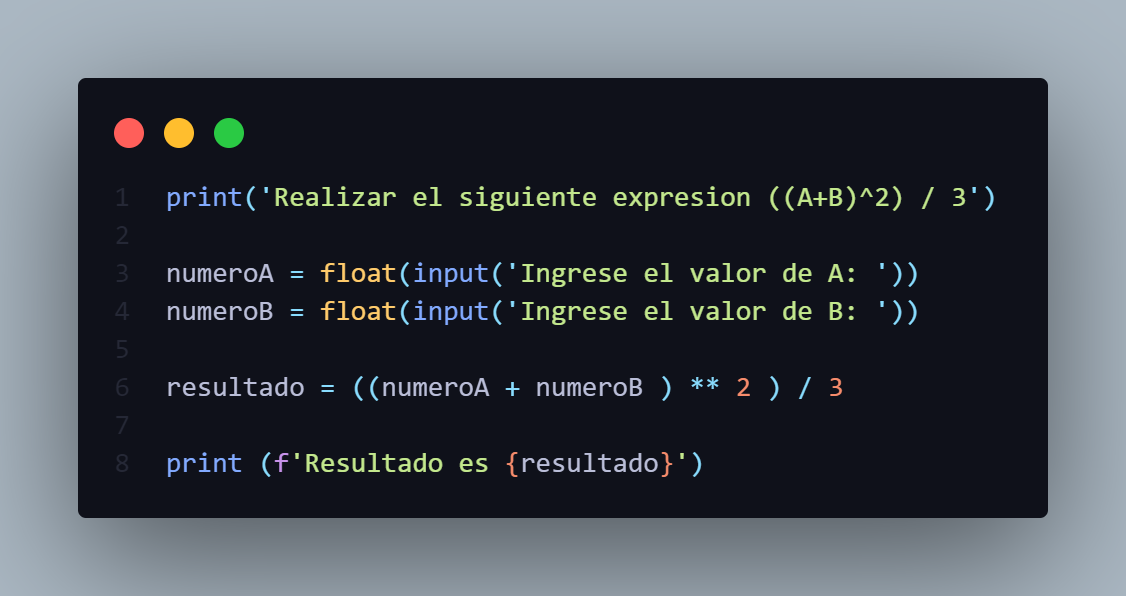 1 print('Realizar el siguiente expresion ((A+B)^2) / 3')
2
3 numeroA = float(input('Ingrese el valor de A: '))
4 numeroB = float(input('Ingrese el valor de B: '))
5
6 resultado = ((numeroA + numeroB ) ** 2 ) / 3
7
8 print (f'Resultado es {resultado}')